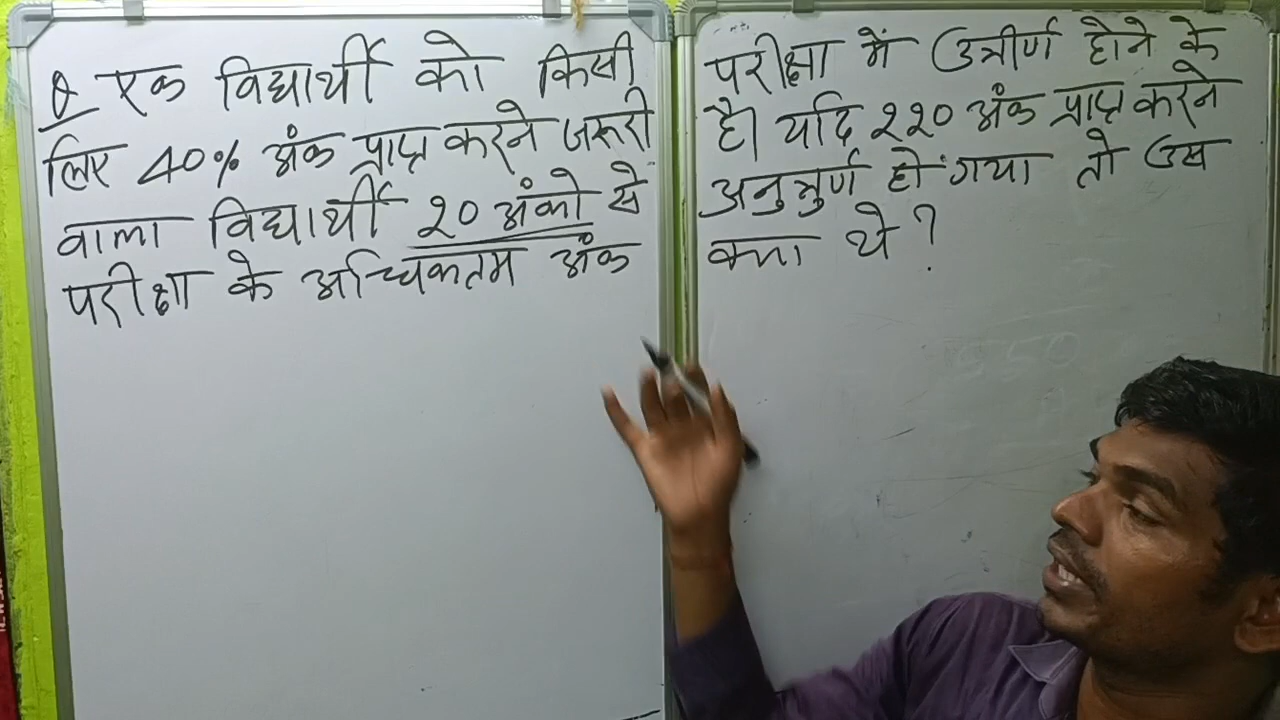 Q एक विद्यार्थी को किसी परीक्षा में उत्रीर्ण होने के
लिए 40% अंक प्राप्त करने जरूरी है। यदि 220 अंक प्राप्त करने
वाला विद्यार्थी 20 अंको से अनुत्रुर्ण हो गया तो उस
परीक्षा के अधिकतम अंक क्या थे?